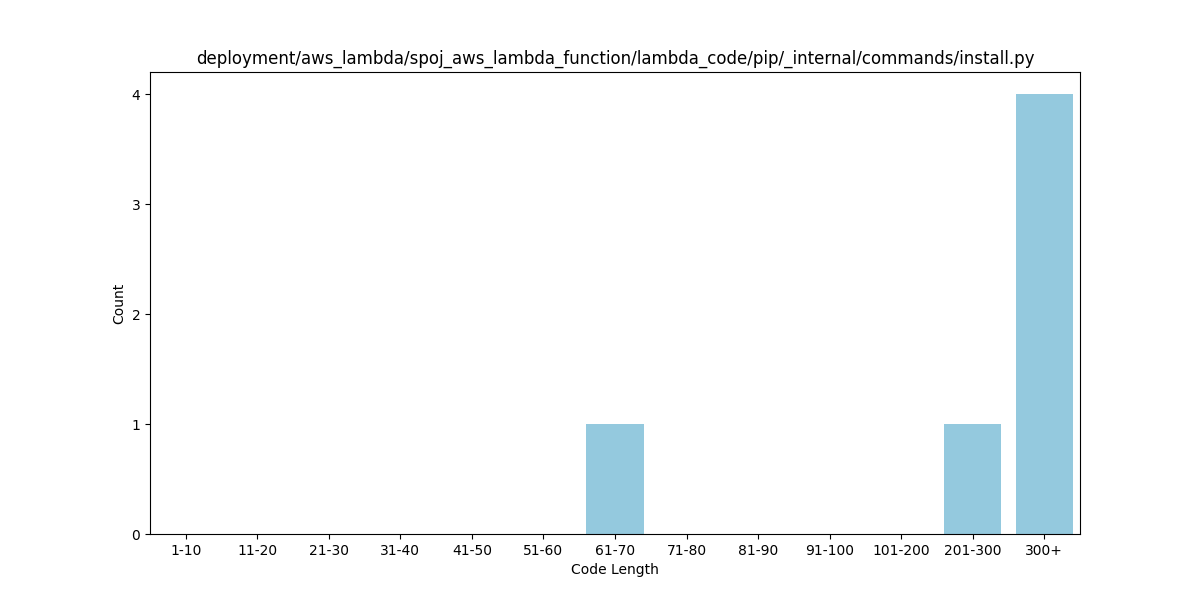 deployment/aws_lambda/spoj_aws_lambda_function/lambda_code/pip/_internal/commands/install.py
4
3
2
1
0
Count
1-10 11-20 21-30 31-40 41-50 51-60 61-70 71-80 81-90 91-100 101-200 201-300 300+
Code Length